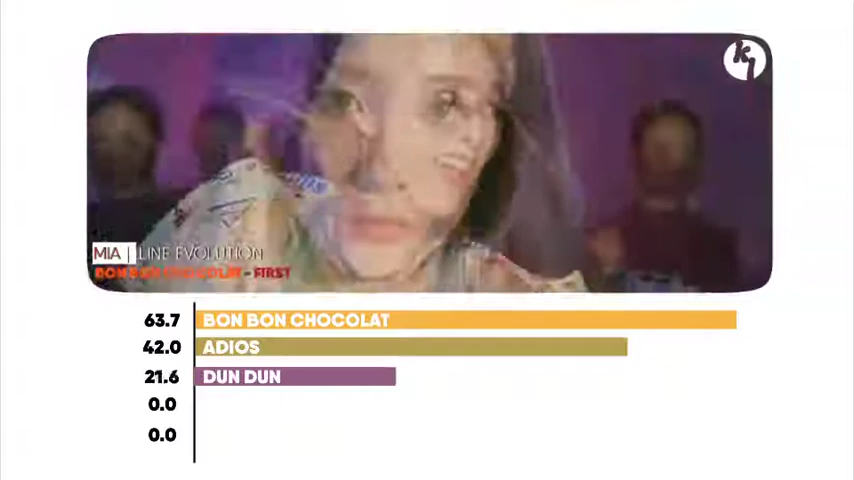 K1
MIA | LINE EVOLUTION
BON BON CHOCOLAT - FIRST
63.7 BON BON CHOCOLAT
42.0 ADIOS
21.6 DUN DUN
0.0
0.0